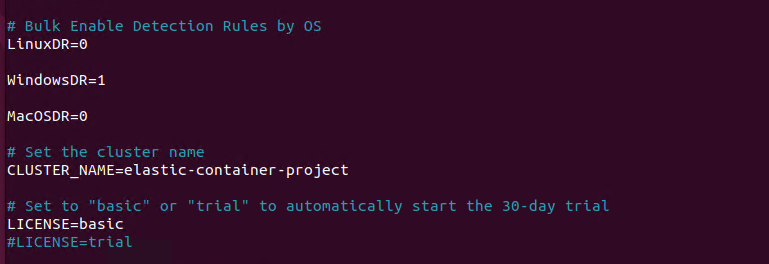 # Bulk Enable Detection Rules by OS
LinuxDR=0
WindowsDR=1
MacOSDR=0
# Set the cluster name
CLUSTER_NAME=elastic-container-project
# Set to "basic" or "trial" to automatically start the 30-day trial
LICENSE=basic
#LICENSE=trial